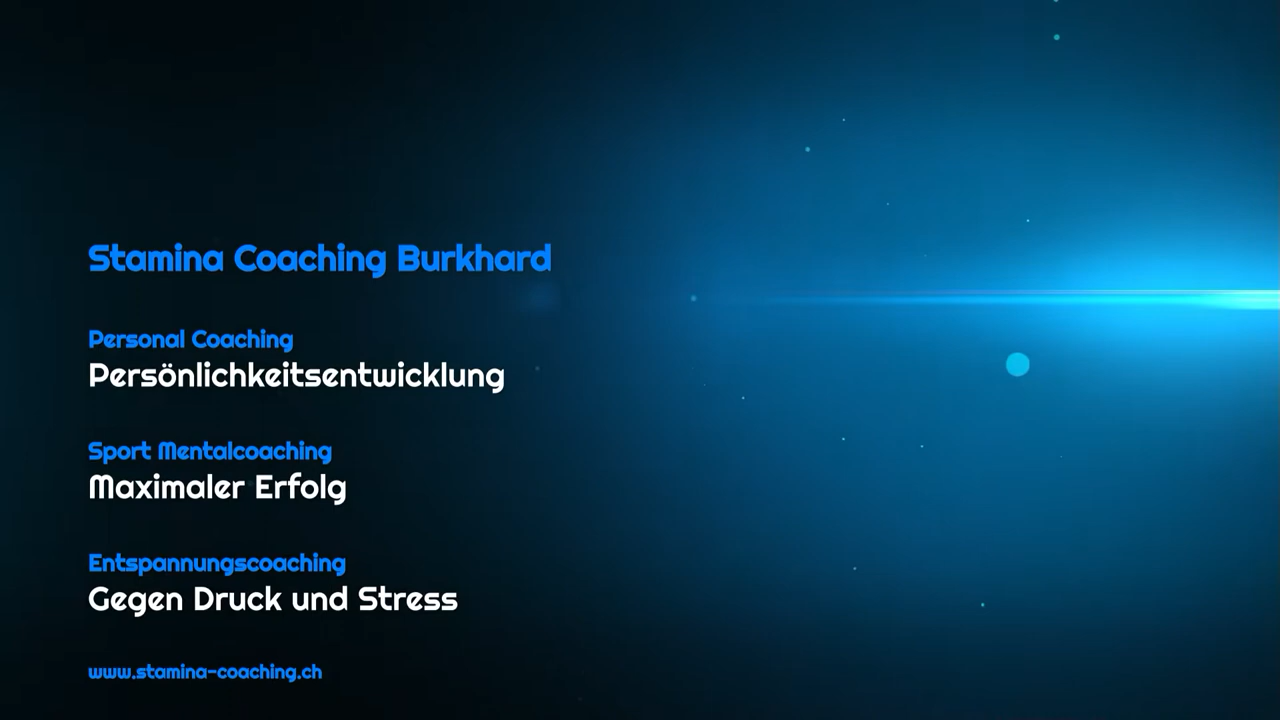 Stamina Coaching Burkhard
Personal Coaching
Persönlichkeitsentwicklung
Sport Mentalcoaching
Maximaler Erfolg
Entspannungscoaching
Gegen Druck und Stress
www.stamina-coaching.ch